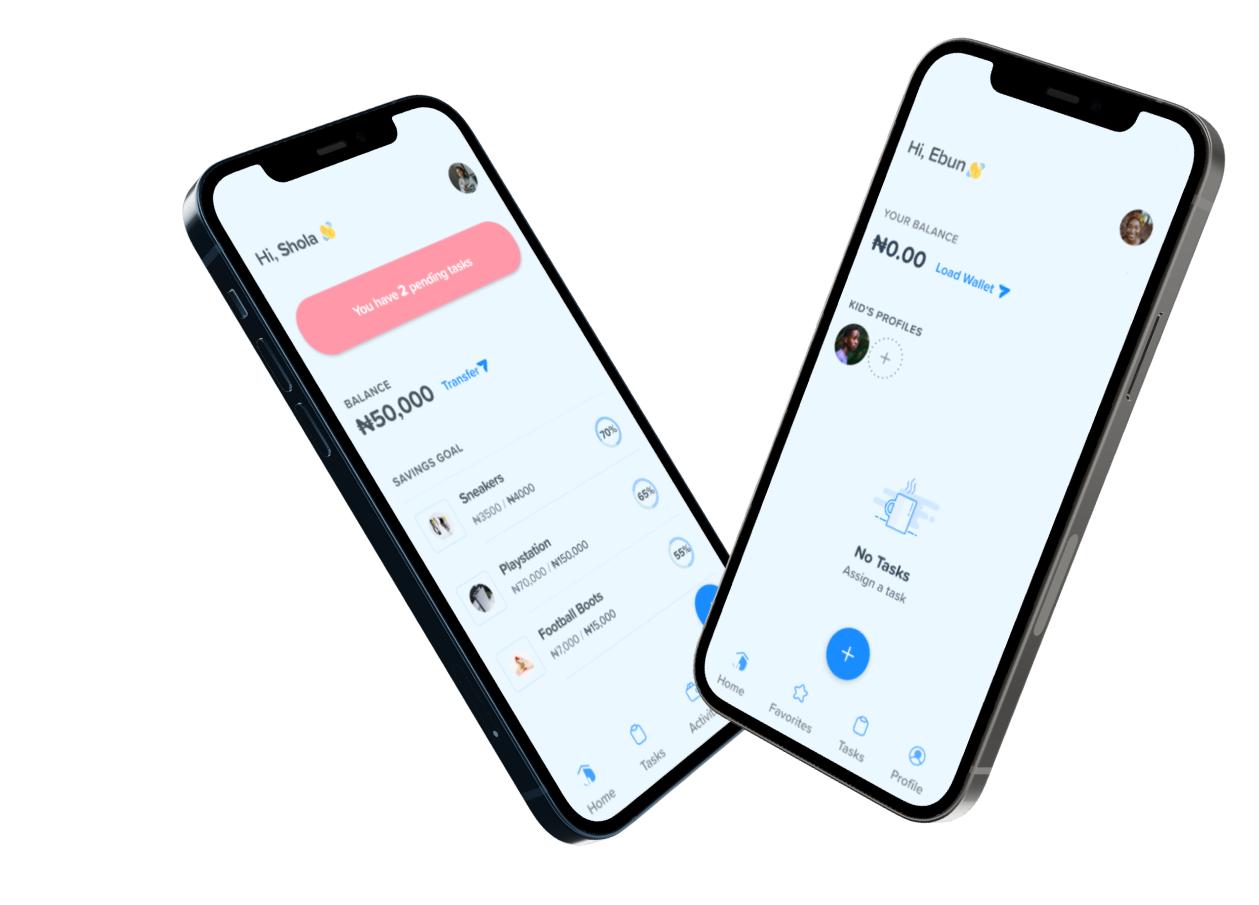 Hi, Shola 👋
You have 2 pending tasks
BALANCE
₦50,000 Transfer
SAVINGS GOAL
Sneakers
₦3500 / ₦4000
70%
Playstation
₦70,000 / ₦150,000
65%
Football Boots
₦7,000 / ₦15,000
55%
Home
Tasks
Hi, Ebun 👋
YOUR BALANCE
₦0.00 Load Wallet
KID'S PROFILES
No Tasks
Assign a task
Home
Favorites
Tasks
Profile